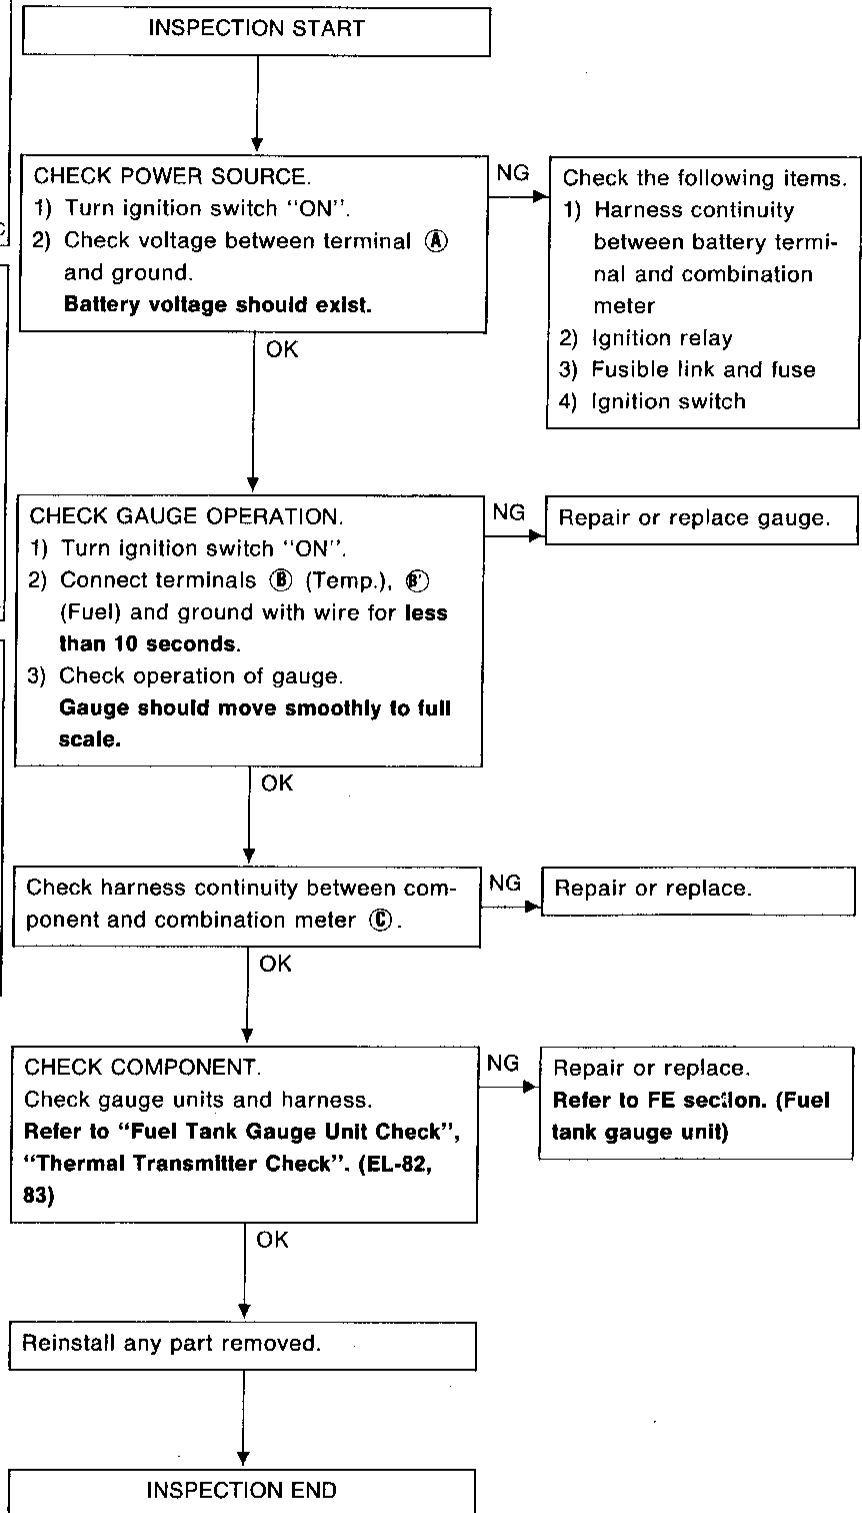 INSPECTION START
CHECK POWER SOURCE.
1) Turn ignition switch “ON”.
2) Check voltage between terminal Ⓐ
and ground.
Battery voltage should exist.
NG
Check the following items.
1) Harness continuity
between battery termi-
nal and combination
meter
2) Ignition relay
3) Fusible link and fuse
4) Ignition switch
OK
CHECK GAUGE OPERATION.
1) Turn ignition switch “ON”.
2) Connect terminals Ⓑ (Temp.), B'
(Fuel) and ground with wire for less
than 10 seconds.
3) Check operation of gauge.
Gauge should move smoothly to full
scale.
NG
Repair or replace gauge.
OK
Check harness continuity between com-
ponent and combination meter Ⓒ.
NG
Repair or replace.
OK
CHECK COMPONENT.
Check gauge units and harness.
Refer to “Fuel Tank Gauge Unit Check”,
“Thermal Transmitter Check”. (EL-82,
83)
NG
Repair or replace.
Refer to FE section. (Fuel
tank gauge unit)
OK
Reinstall any part removed.
INSPECTION END